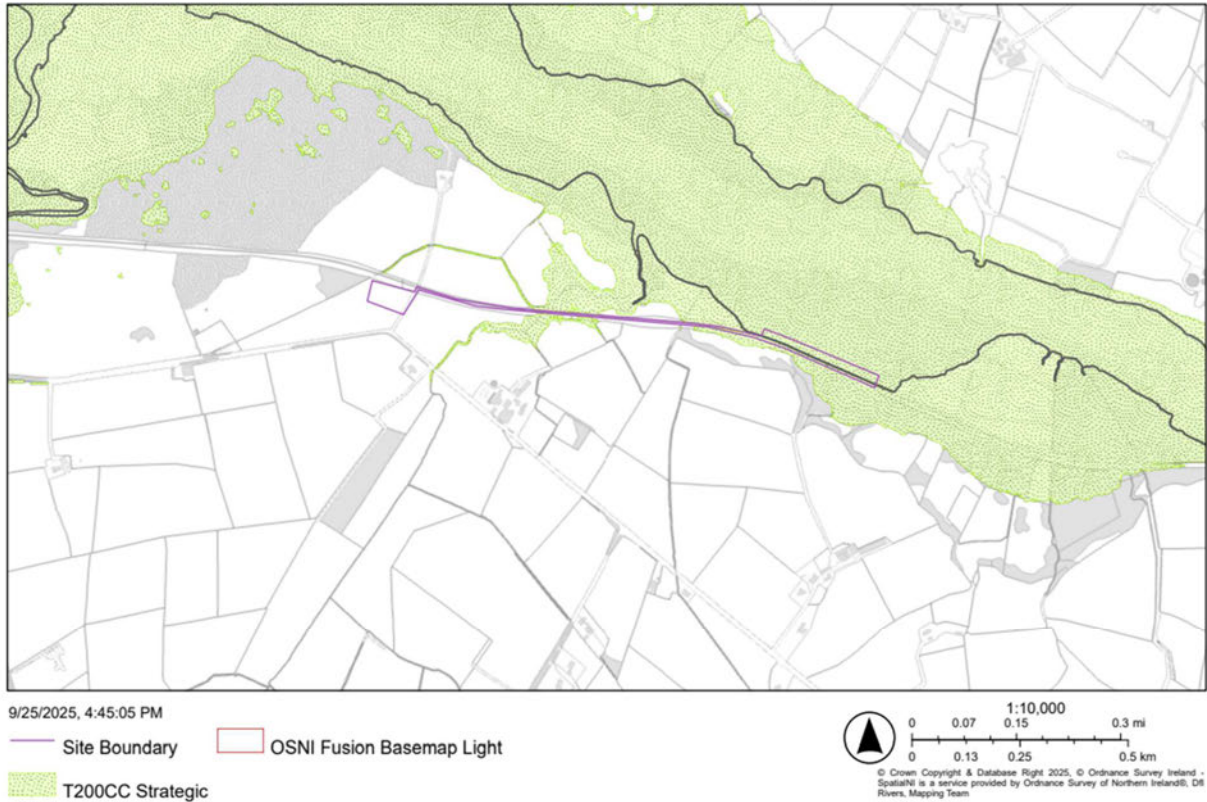 9/25/2025, 4:45:05 PM
Site Boundary
OSNI Fusion Basemap Light
T200CC Strategic
1:10,000
0 0.07 0.15 0.3 mi
0 0.13 0.25 0.5 km
© Crown Copyright & Database Right 2025, © Ordnance Survey Ireland -
SpatialNI is a service provided by Ordnance Survey of Northern Ireland®, DfI
Rivers, Mapping Team